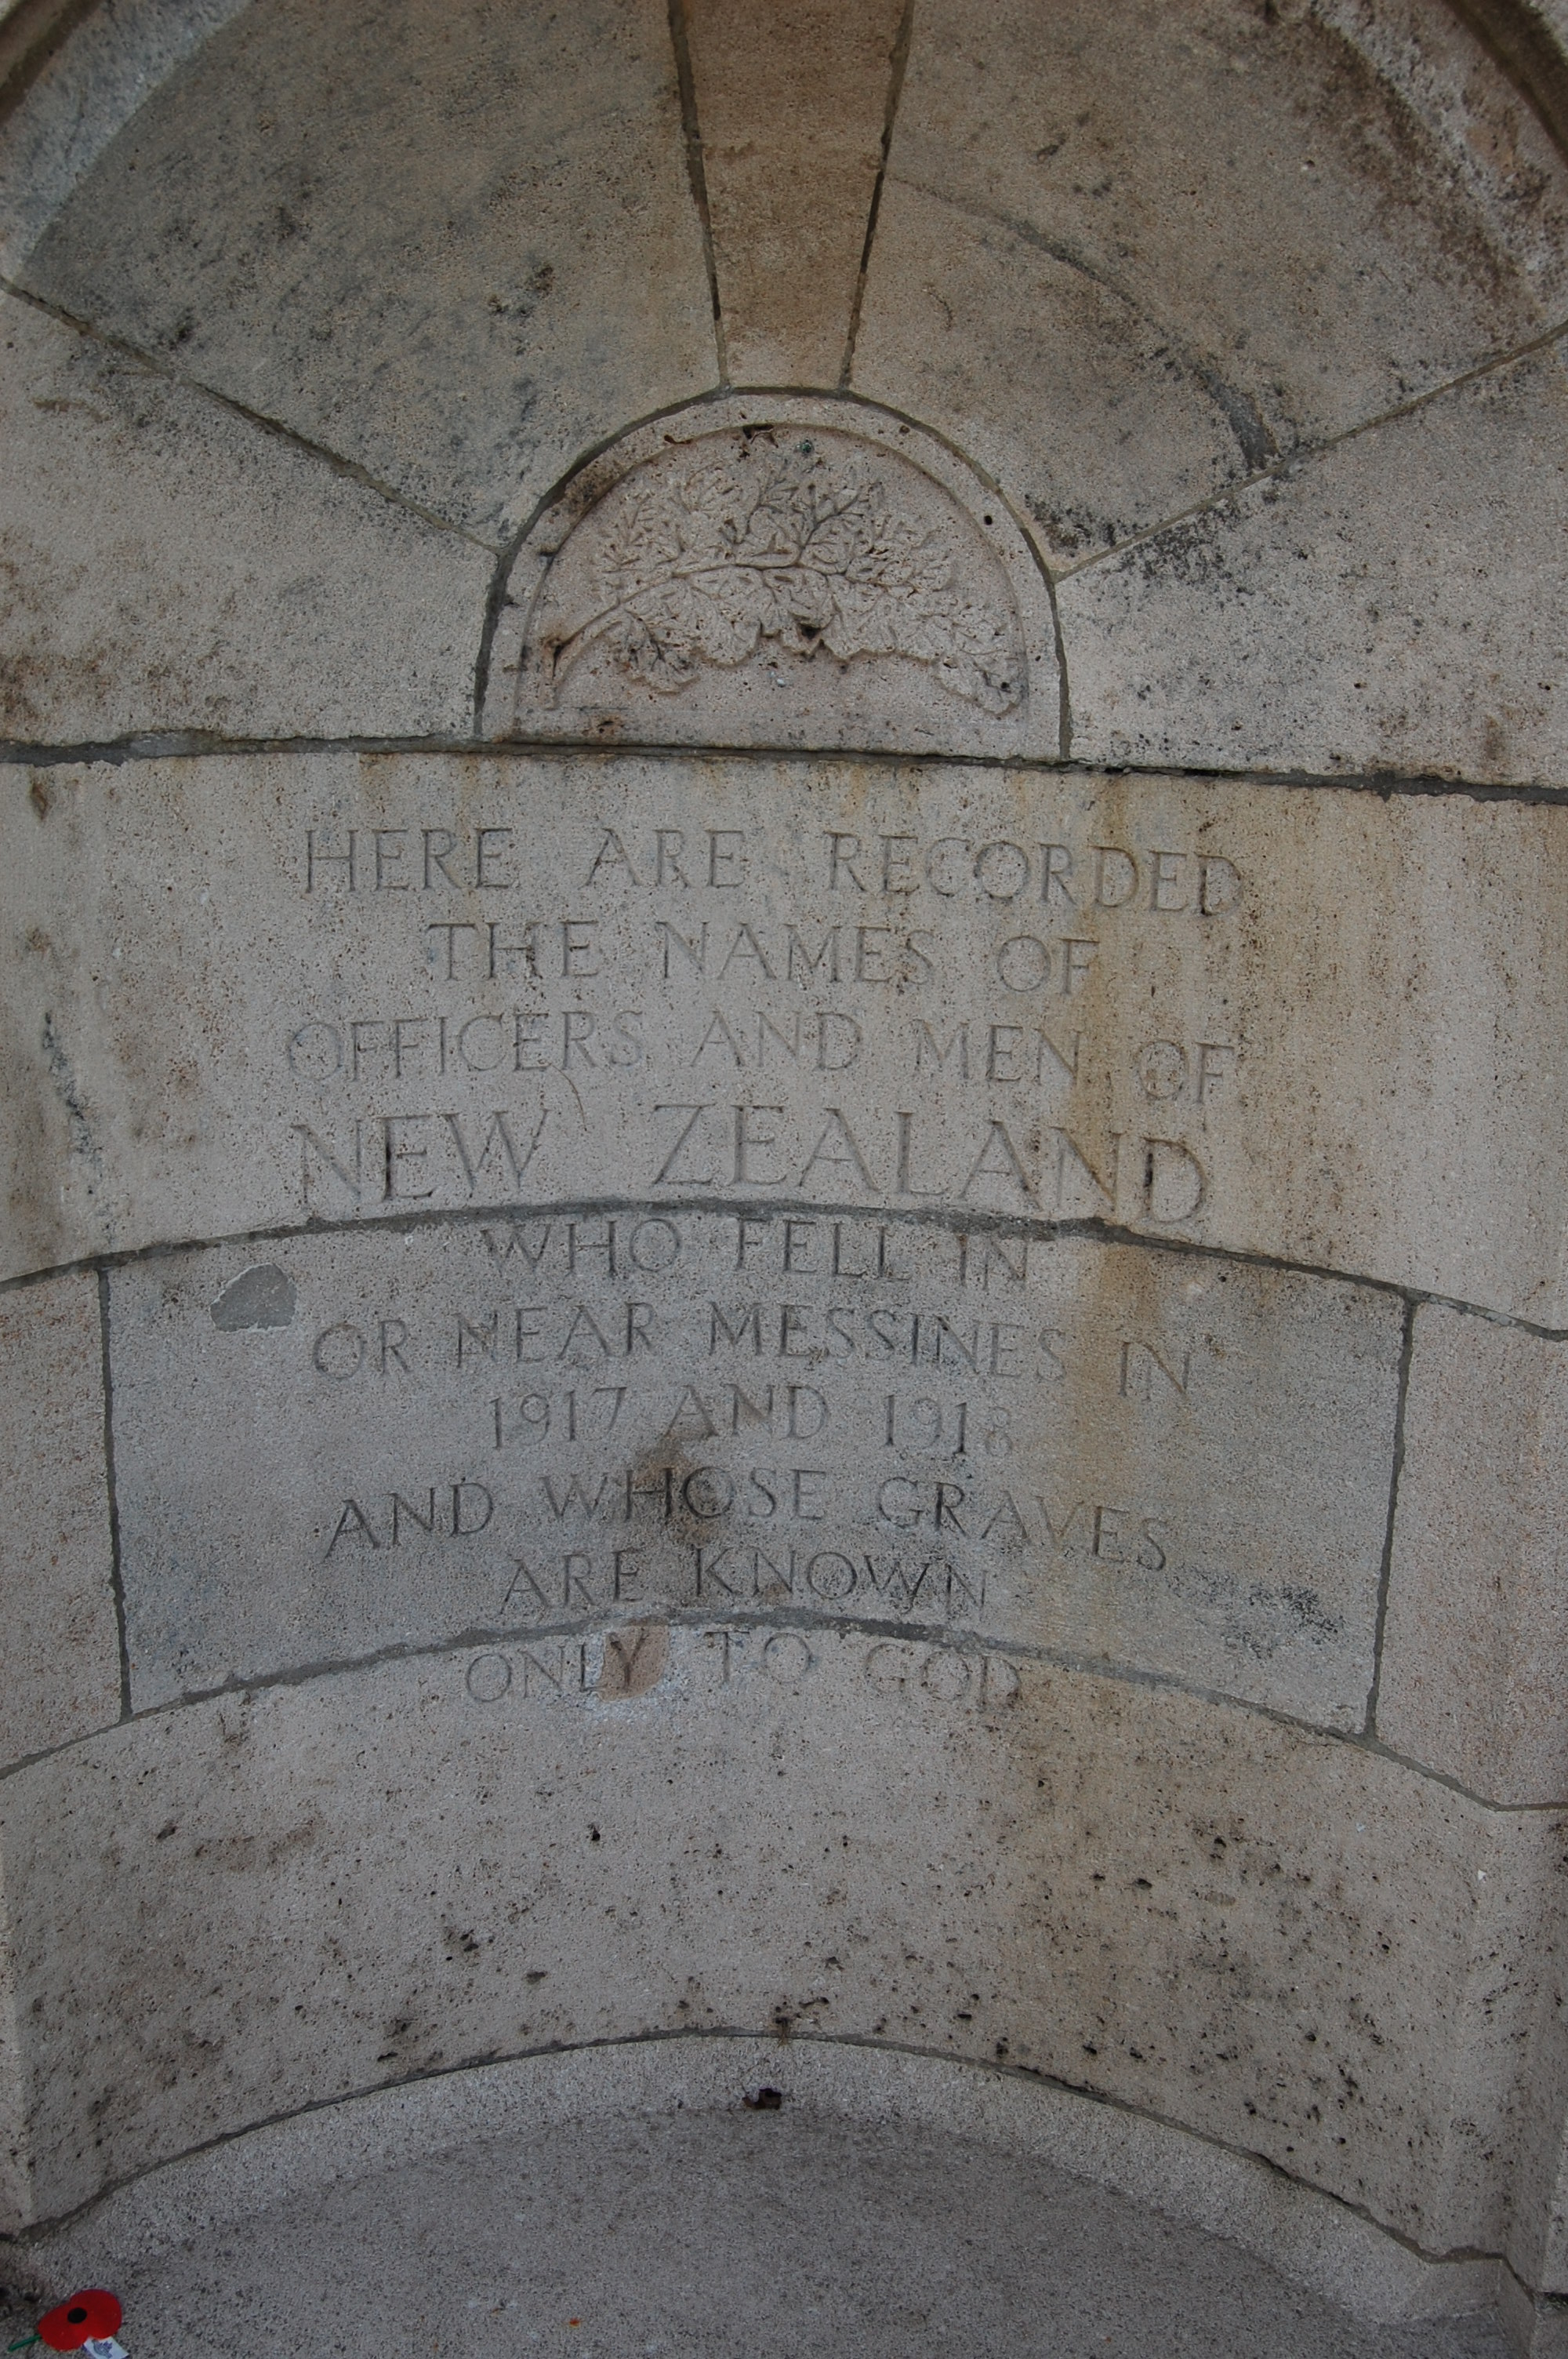 HERE ARE RECORDED
THE NAMES OF
OFFICERS AND MEN OF
NEW ZEALAND
WHO FELL IN
OR NEAR MESSINES IN
1917 AND 1918
AND WHOSE GRAVES
ARE KNOWN
ONLY TO GOD